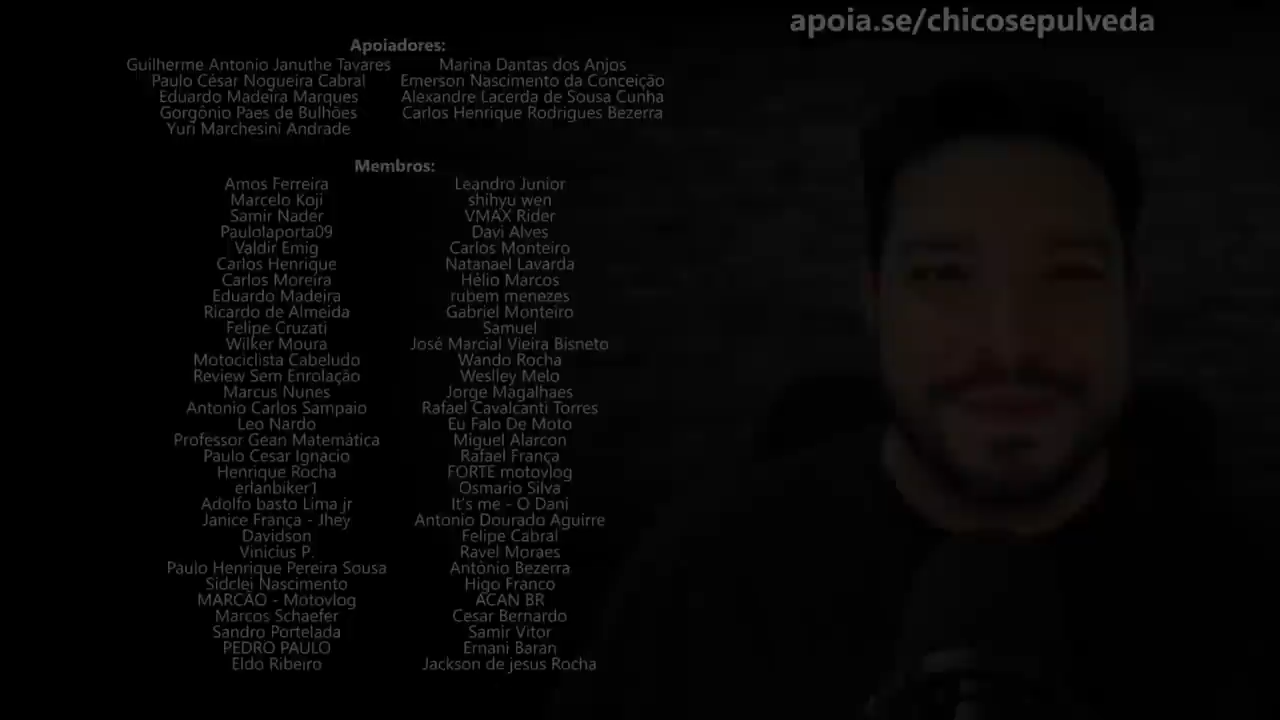 apoia.se/chicosepulveda
Apoiadores:
Guilherme Antonio Januthe Tavares
Paulo César Nogueira Cabral
Eduardo Madeira Marques
Gorgônio Paes de Bulhões
Yuri Marchesini Andrade
Marina Dantas dos Anjos
Emerson Nascimento da Conceição
Alexandre Lacerda de Sousa Cunha
Carlos Henrique Rodrigues Bezerra
Membros:
Amos Ferreira
Marcelo Koji
Samir Nader
Paulolaporta09
Valdir Emig
Carlos Henrique
Carlos Moreira
Eduardo Madeira
Ricardo de Almeida
Felipe Cruzati
Wilker Moura
Motociclista Cabeludo
Review Sem Enrolação
Marcus Nunes
Antonio Carlos Sampaio
Leo Nardo
Professor Gean Matemática
Paulo Cesar Ignacio
Henrique Rocha
erlanbiker1
Adolfo basto Lima jr
Janice França - Jhey
Davidson
Vinicius P.
Paulo Henrique Pereira Sousa
Sidclei Nascimento
MARCÃO - Motovlog
Marcos Schaefer
Sandro Portelada
PEDRO PAULO
Eldo Ribeiro
Leandro Junior
shihyu wen
VMAX Rider
Davi Alves
Carlos Monteiro
Natanael Lavarda
Hélio Marcos
rubem menezes
Gabriel Monteiro
Samuel
José Marcial Vieira Bisneto
Wando Rocha
Weslley Melo
Jorge Magalhaes
Rafael Cavalcanti Torres
Eu Falo De Moto
Miguel Alarcon
Rafael França
FORTE motovlog
Osmario Silva
It's me - O Dani
Antonio Dourado Aguirre
Felipe Cabral
Ravel Moraes
Antônio Bezerra
Higo Franco
ACAN BR
Cesar Bernardo
Samir Vitor
Ernani Baran
Jackson de jesus Rocha